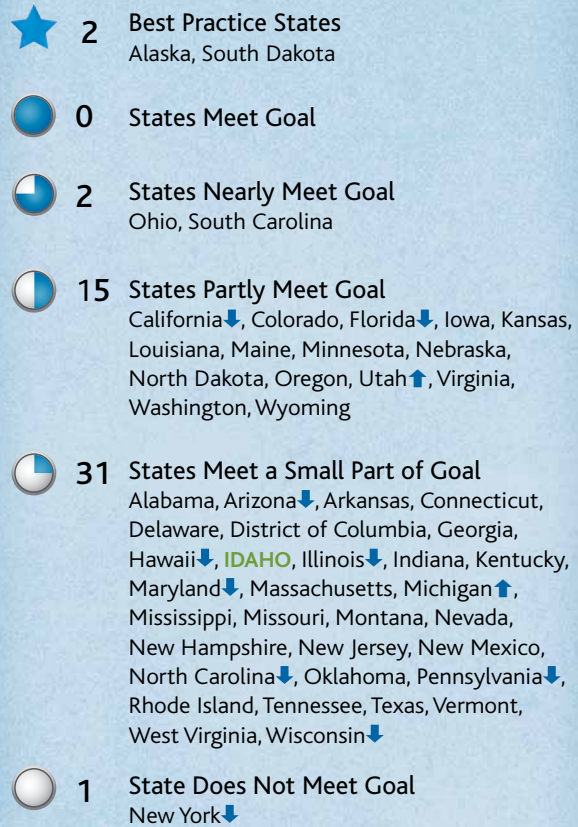 2 Best Practice States
Alaska, South Dakota
0 States Meet Goal
2 States Nearly Meet Goal
Ohio, South Carolina
15 States Partly Meet Goal
California⬇, Colorado, Florida⬇, Iowa, Kansas,
Louisiana, Maine, Minnesota, Nebraska,
North Dakota, Oregon, Utah⬆, Virginia,
Washington, Wyoming
31 States Meet a Small Part of Goal
Alabama, Arizona⬇, Arkansas, Connecticut,
Delaware, District of Columbia, Georgia,
Hawaii⬇, IDAHO, Illinois⬇, Indiana, Kentucky,
Maryland⬇, Massachusetts, Michigan⬆,
Mississippi, Missouri, Montana, Nevada,
New Hampshire, New Jersey, New Mexico,
North Carolina⬇, Oklahoma, Pennsylvania⬇,
Rhode Island, Tennessee, Texas, Vermont,
West Virginia, Wisconsin⬇
1 State Does Not Meet Goal
New York⬇